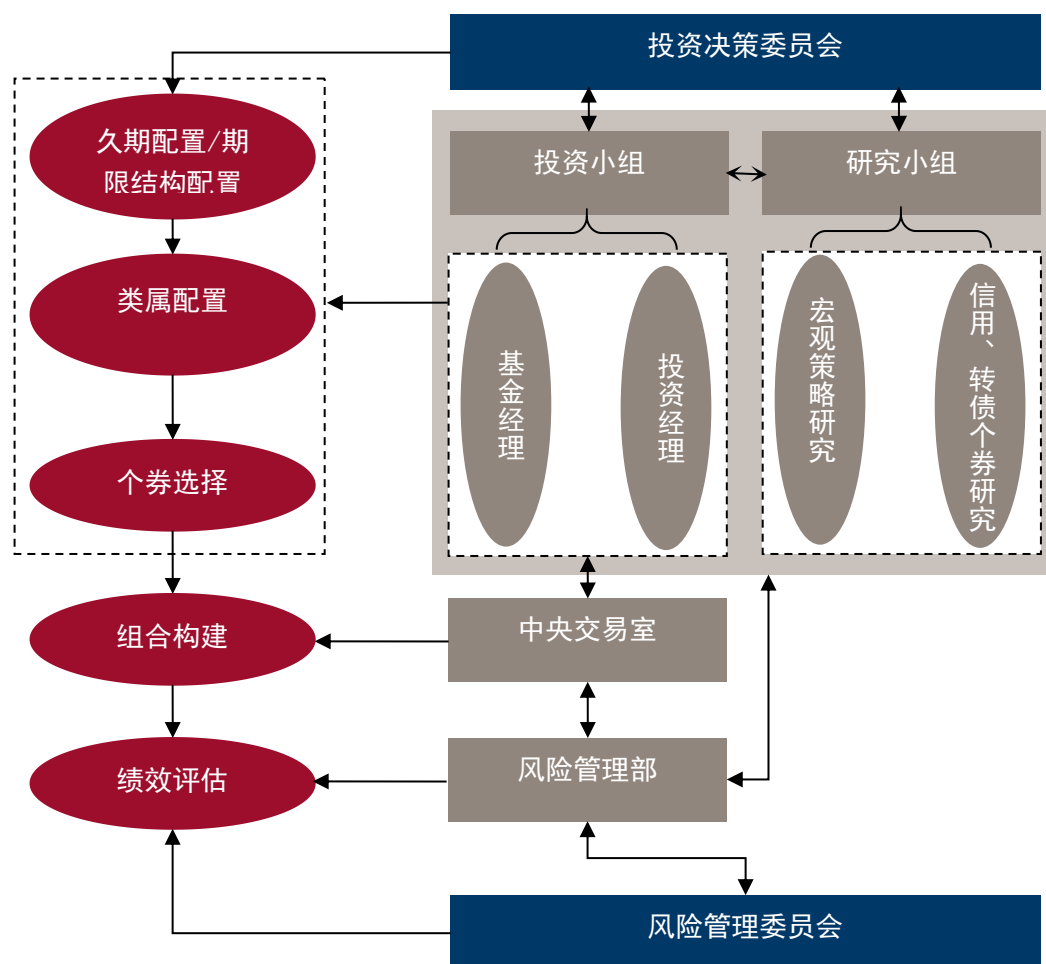 投资决策委员会
久期配置/期
限结构配置
投资小组
研究小组
类属配置
基金经理
投资经理
宏观策略研究
信用、转债个券研究
个券选择
组合构建
中央交易室
绩效评估
风险管理部
风险管理委员会